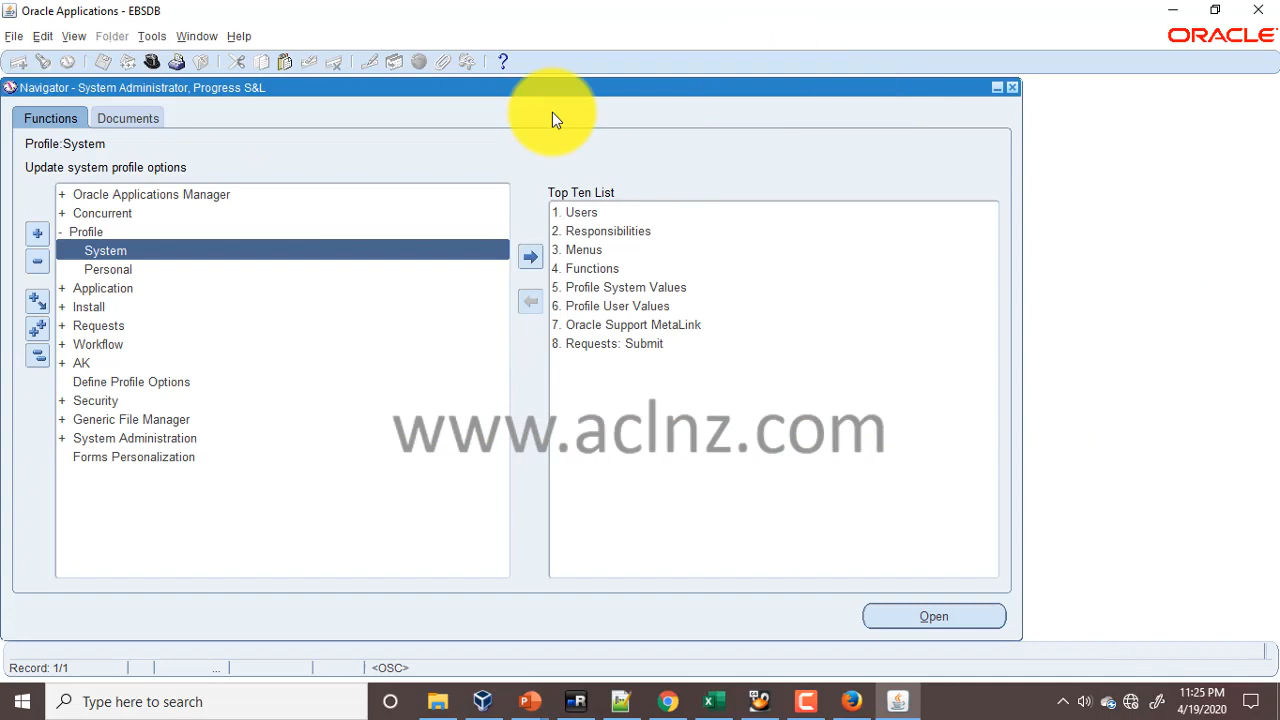 Oracle Applications - EBSDB
File Edit View Folder Tools Window Help
ORACLE
Navigator - System Administrator, Progress S&L
Functions Documents
Profile:System
Update system profile options
+ Oracle Applications Manager
+ Concurrent
- Profile
System
Personal
+ Application
+ Install
+ Requests
+ Workflow
+ AK
Define Profile Options
+ Security
+ Generic File Manager
+ System Administration
Forms Personalization
Top Ten List
1. Users
2. Responsibilities
3. Menus
4. Functions
5. Profile System Values
6. Profile User Values
7. Oracle Support MetaLink
8. Requests: Submit
www.aclnz.com
Open
Record: 1/1 ... <OSC>
Type here to search
11:25 PM
4/19/2020